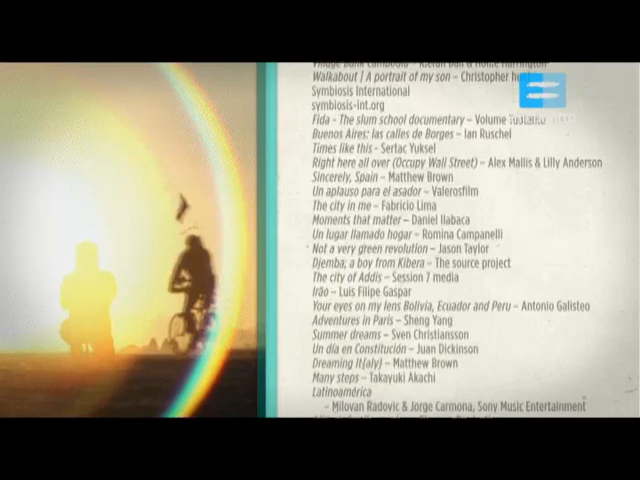 Walkabout | A portrait of my son – Christopher
Symbiosis International
symbiosis-int.org
Fida - The slum school documentary – Volume
Buenos Aires: las calles de Borges – Ian Ruschel
Times like this - Sertac Yuksel
Right here all over (Occupy Wall Street) – Alex Mallis & Lilly Anderson
Sincerely, Spain – Matthew Brown
Un aplauso para el asador – Valerosfilm
The city in me – Fabricio Lima
Moments that matter – Daniel Ilabaca
Un lugar llamado hogar – Romina Campanelli
Not a very green revolution – Jason Taylor
Djemba; a boy from Kibera – The source project
The city of Addis – Session 7 media
Irão – Luis Filipe Gaspar
Your eyes on my lens Bolivia, Ecuador and Peru – Antonio Galisteo
Adventures in Paris – Sheng Yang
Summer dreams – Sven Christiansson
Un día en Constitución – Juan Dickinson
Dreaming It{aly} – Matthew Brown
Many steps – Takayuki Akachi
Latinoamérica
– Milovan Radovic & Jorge Carmona, Sony Music Entertainment